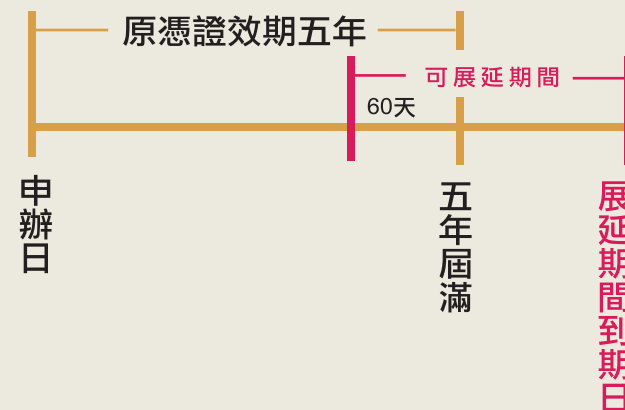 原憑證效期五年
可展延期間
60天
申辦日
五年屆滿
展延期間到期日